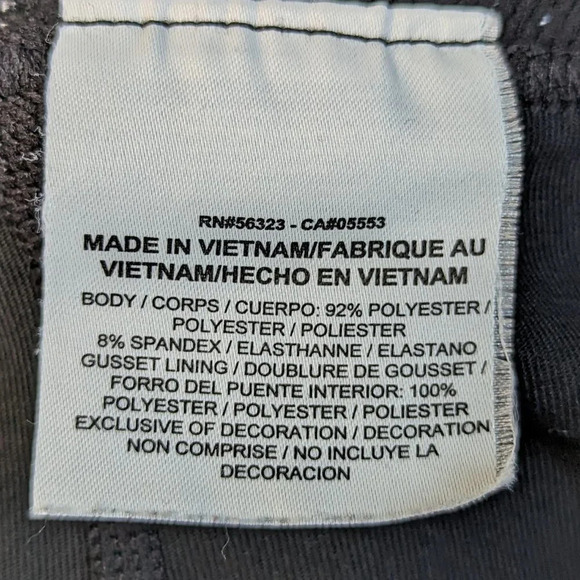 RN#56323 - CA#05553
MADE IN VIETNAM/FABRIQUE AU
VIETNAM/HECHO EN VIETNAM
BODY / CORPS / CUERPO: 92% POLYESTER /
POLYESTER / POLIESTER
8% SPANDEX / ELASTHANNE / ELASTANO
GUSSET LINING / DOUBLURE DE GOUSSET /
FORRO DEL PUENTE INTERIOR: 100%
POLYESTER / POLYESTER / POLIESTER
EXCLUSIVE OF DECORATION / DECORATION
NON COMPRISE / NO INCLUYE LA
DECORACION